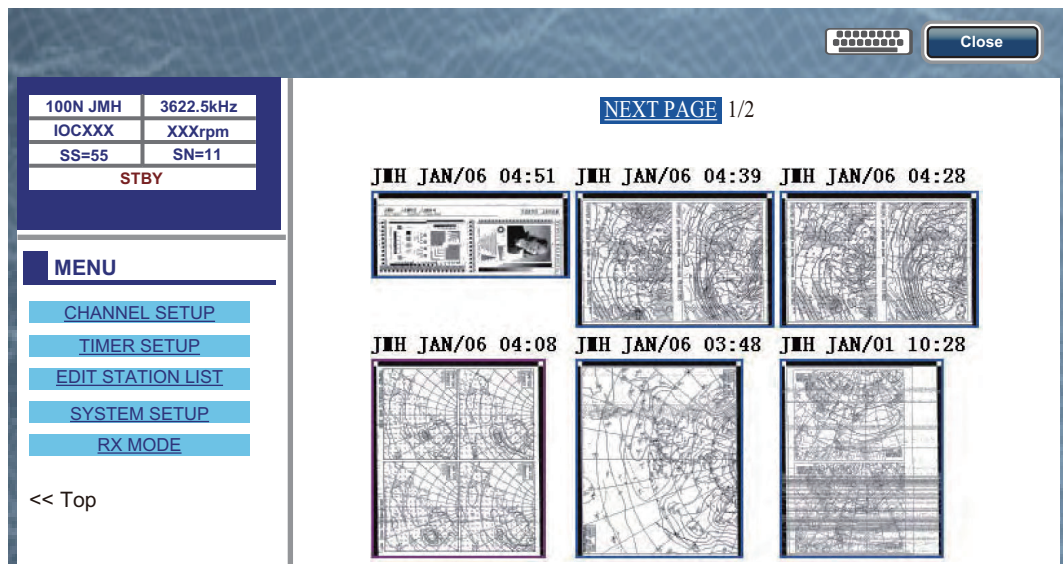 Close
100N JMH 3622.5kHz
IOCXXX XXXrpm
SS=55 SN=11
STBY
MENU
CHANNEL SETUP
TIMER SETUP
EDIT STATION LIST
SYSTEM SETUP
RX MODE
<< Top
NEXT PAGE 1/2
JMH JAN/06 04:51 JMH JAN/06 04:39 JMH JAN/06 04:28
JMH JAN/06 04:08 JMH JAN/06 03:48 JMH JAN/01 10:28